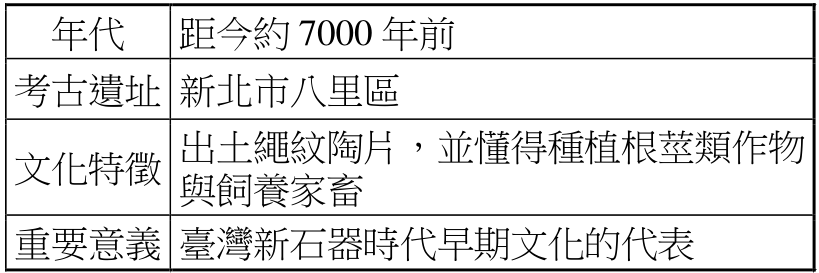 年代 距今約 7000 年前
考古遺址 新北市八里區
文化特徵 出土繩紋陶片，並懂得種植根莖類作物
與飼養家畜
重要意義 臺灣新石器時代早期文化的代表